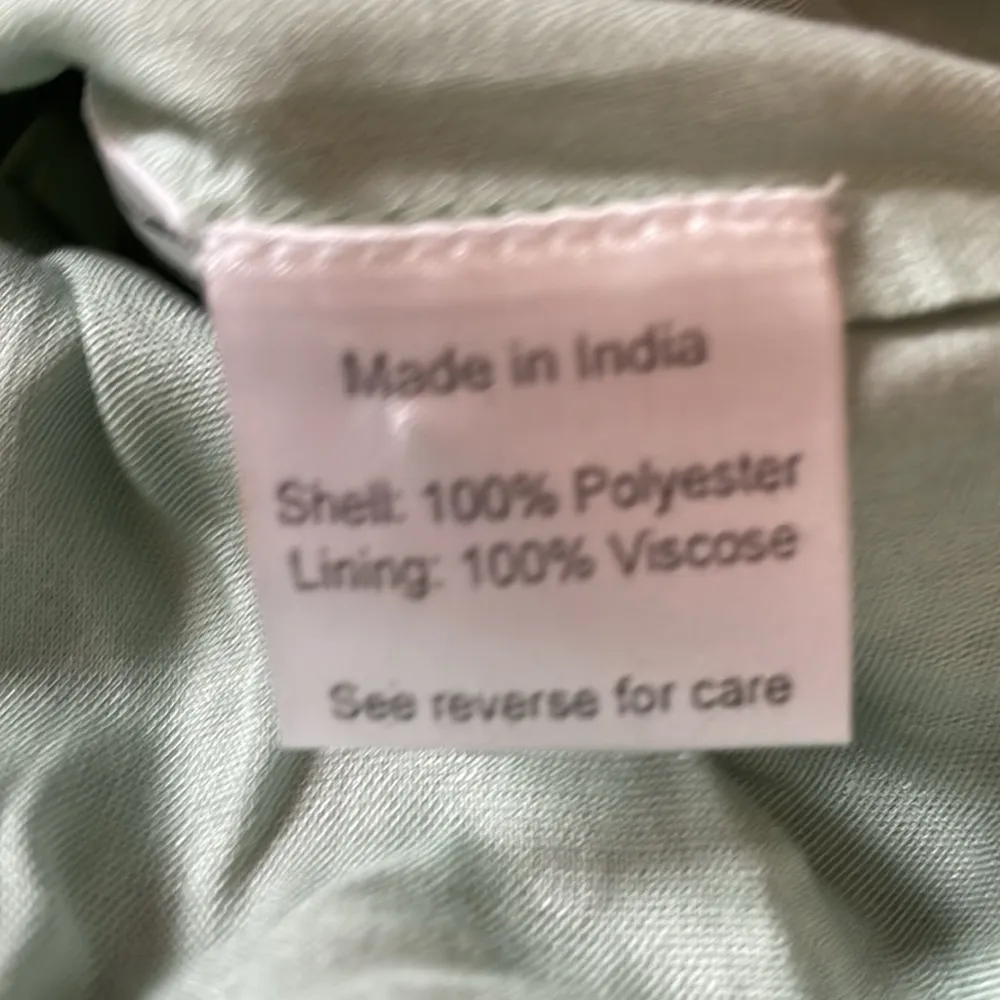 Made in India
Shell: 100% Polyester
Lining: 100% Viscose
See reverse for care